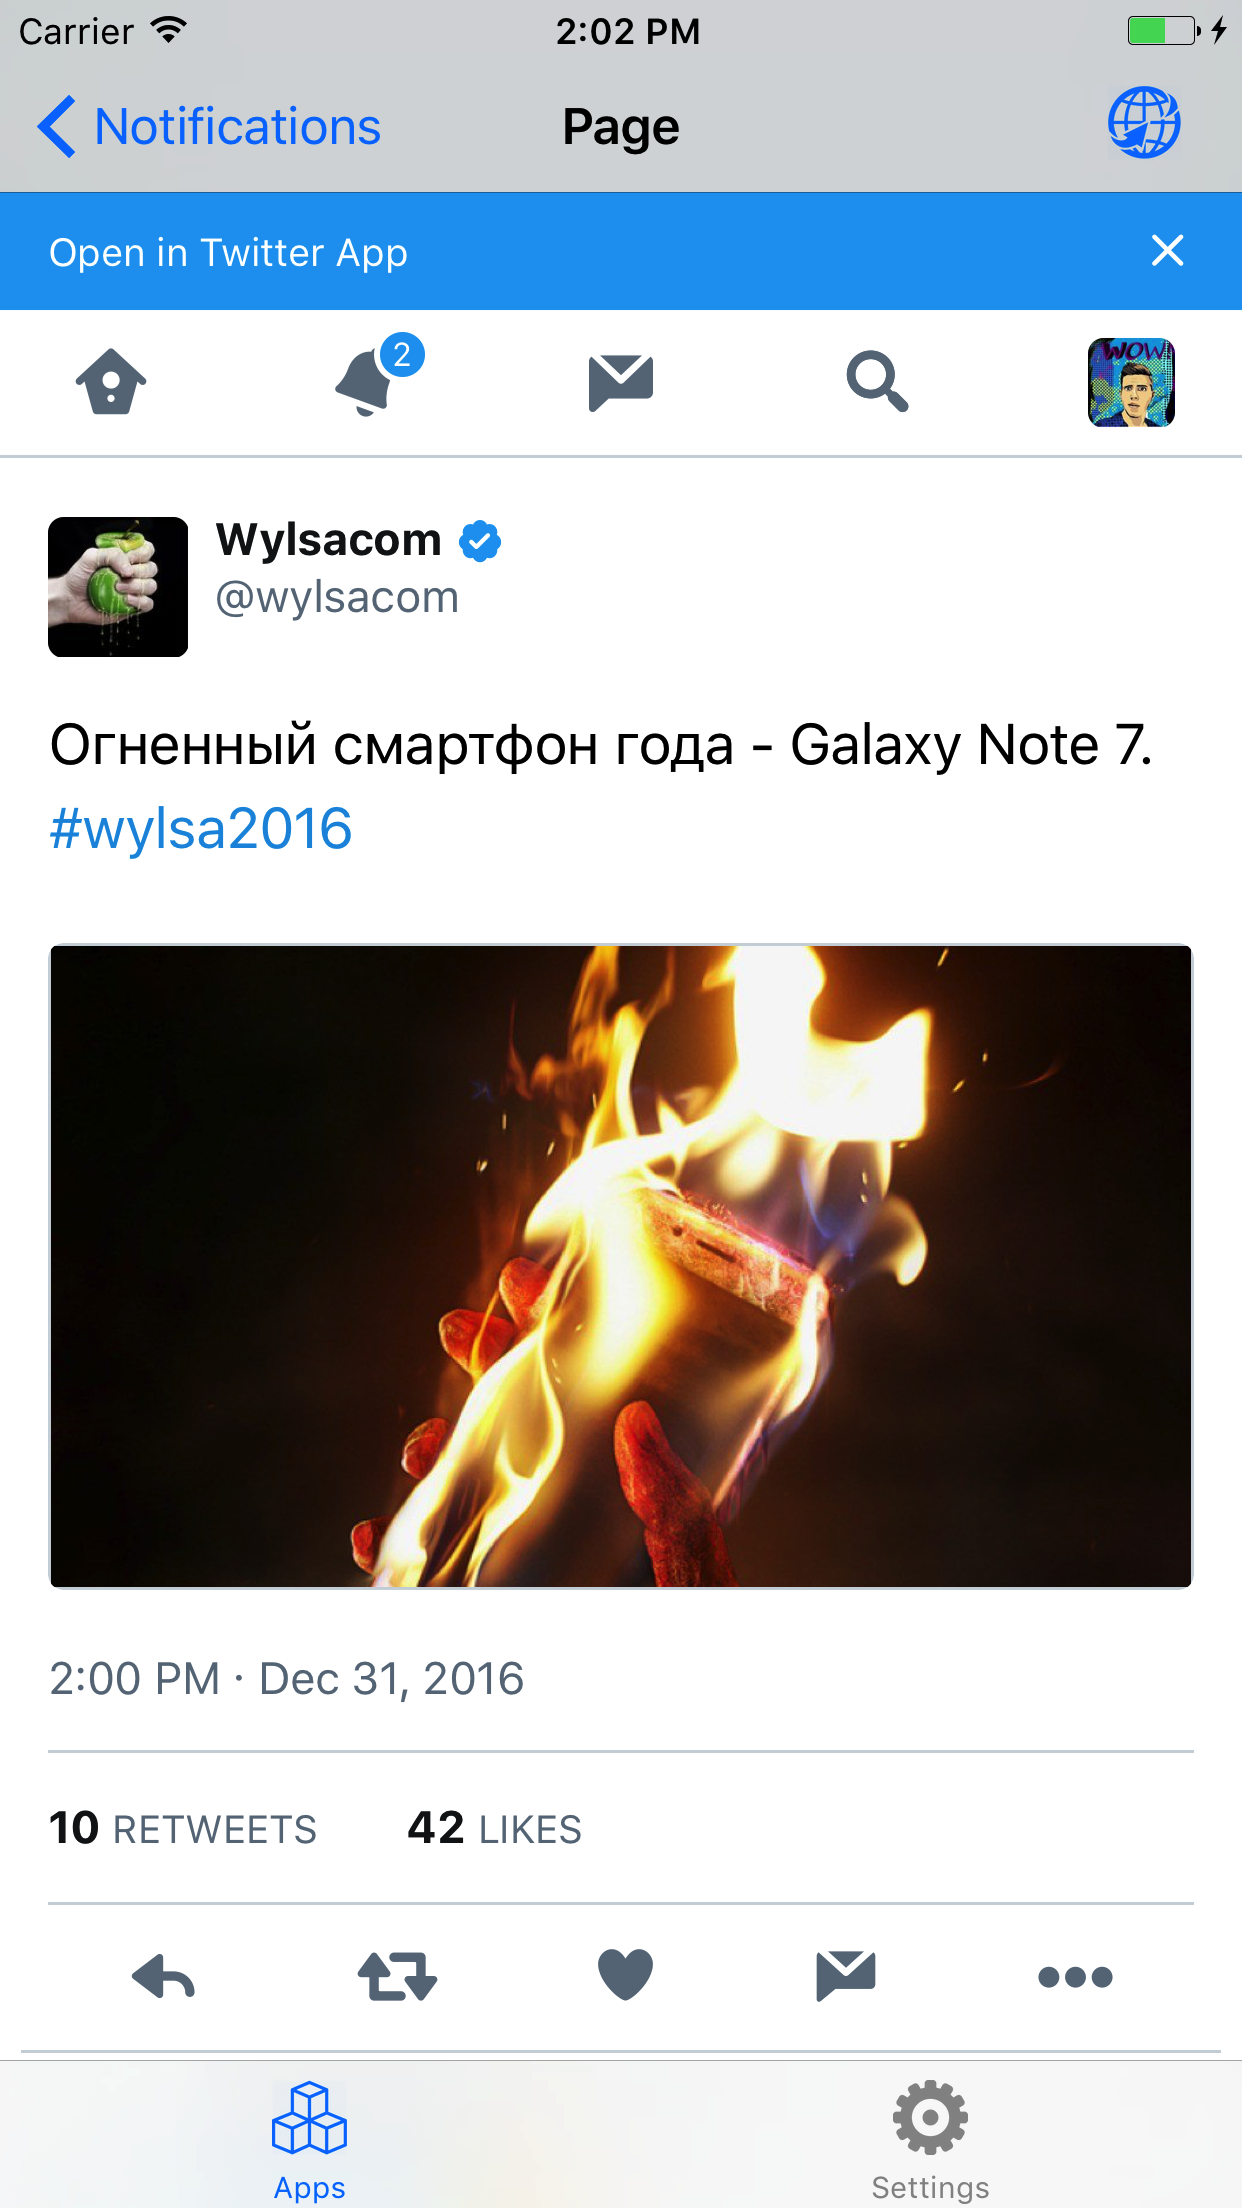 Carrier 2:02 PM
Notifications Page
Open in Twitter App
2
WOW
Wylsacom
@wylsacom
Огненный смартфон года - Galaxy Note 7.
#wylsa2016
2:00 PM · Dec 31, 2016
10 RETWEETS 42 LIKES
Apps Settings